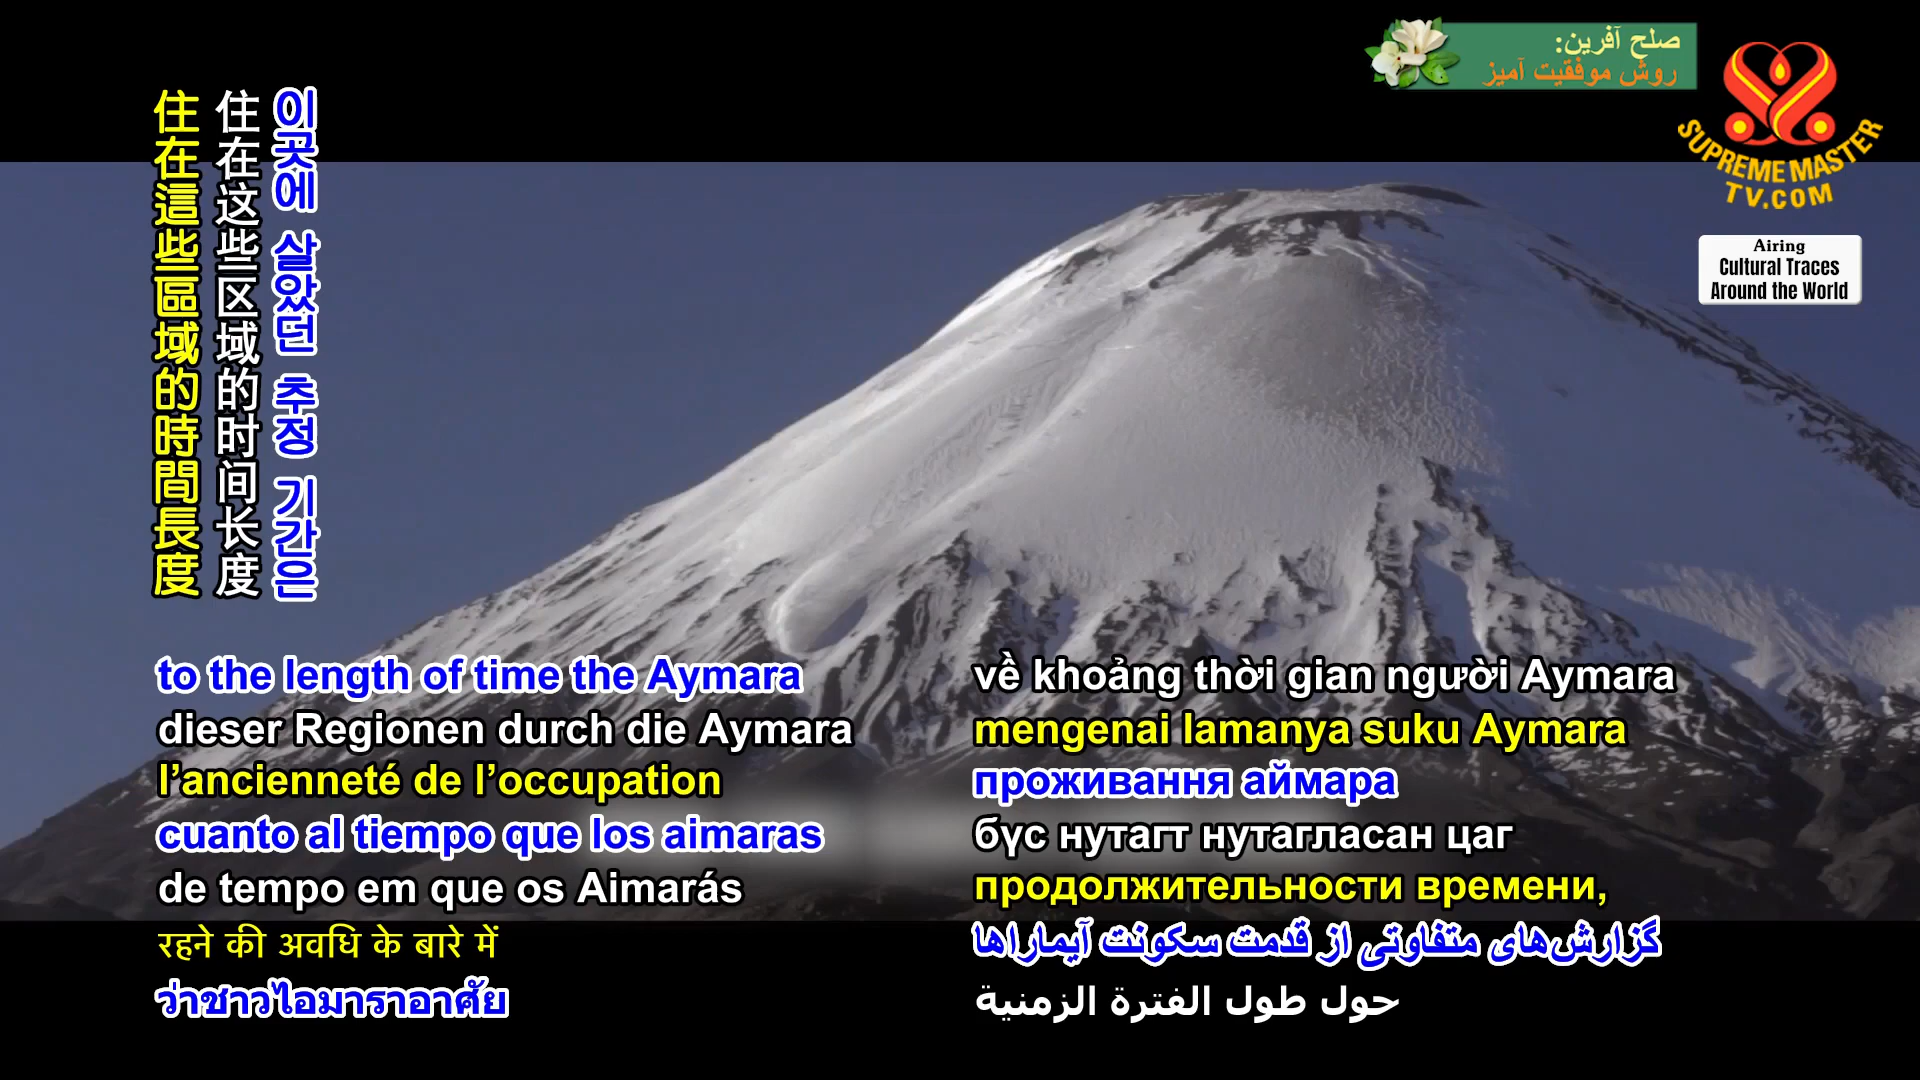 صلح آفرین:
روش موفقیت آمیز
SUPREME MASTER
TV.COM
Airing
Cultural Traces
Around the World
이곳에 살았던 추정 기간은
住在这些区域的时间长度
住在這些區域的時間長度
to the length of time the Aymara
dieser Regionen durch die Aymara
l’ancienneté de l’occupation
cuanto al tiempo que los aimaras
de tempo em que os Aimarás
रहने की अवधि के बारे में
ว่าชาวไอมาราอาศัย
về khoảng thời gian người Aymara
mengenai lamanya suku Aymara
проживання аймара
бүс нутагт нутагласан цаг
продолжительности времени,
گزارش‌های متفاوتی از قدمت سکونت آیماراها
حول طول الفترة الزمنية